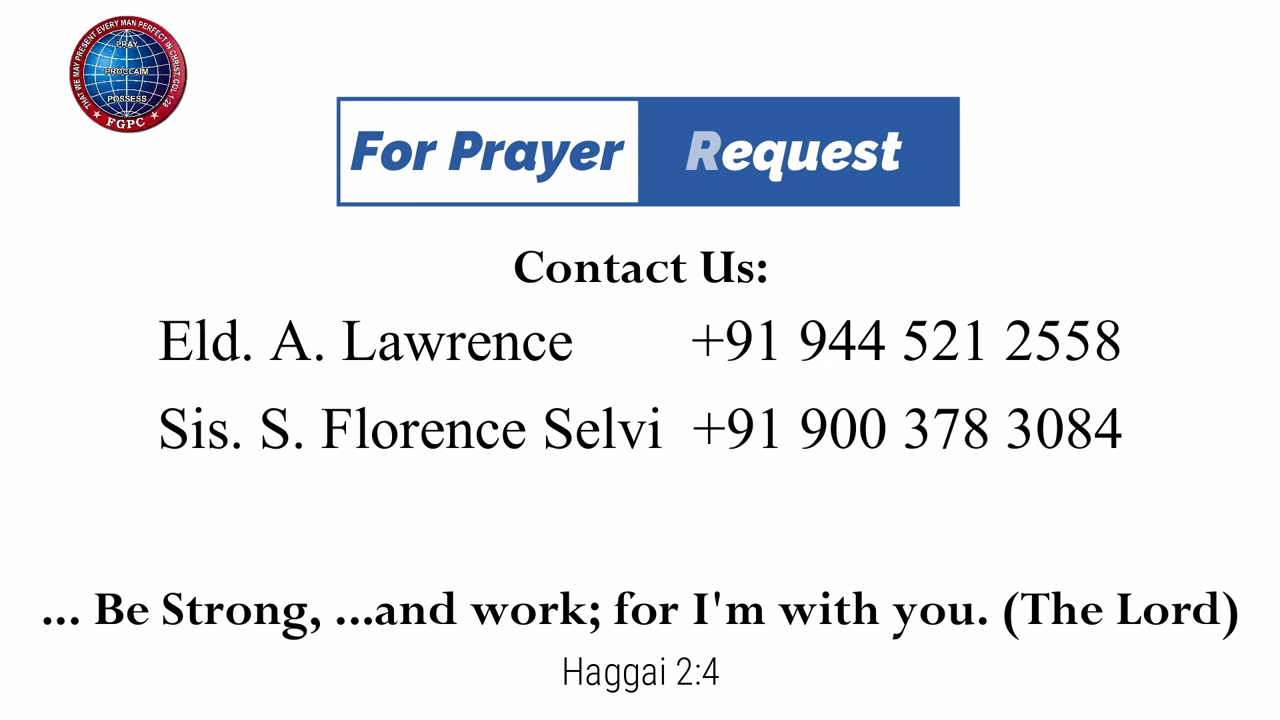 THAT WE MAY PRESENT EVERY MAN PERFECT IN CHRIST. COL 1:28
PRAY
PROCLAIM
POSSESS
FGPC
For Prayer Request
Contact Us:
Eld. A. Lawrence +91 944 521 2558
Sis. S. Florence Selvi +91 900 378 3084
... Be Strong, ...and work; for I'm with you. (The Lord)
Haggai 2:4